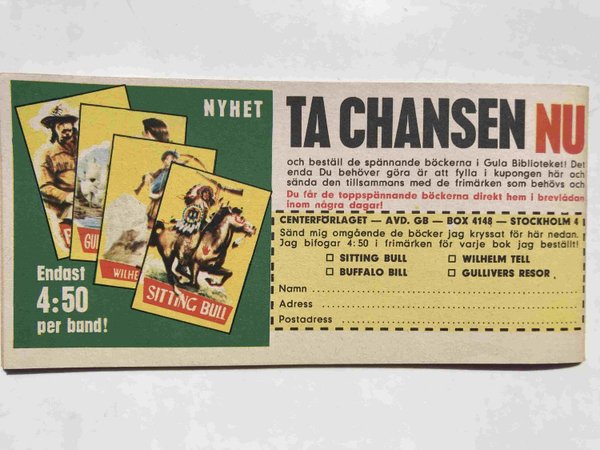 NYHET
Endast
4:50
per band!
GUI
WILHE
SITTING BULL
TA CHANSEN NU
och beställ de spännande böckerna i Gula Biblioteket! Det
enda Du behöver göra är att fylla i kupongen här och
sända den tillsammans med de frimärken som behövs och
Du får de toppspännande böckerna direkt hem i brevlådan
inom några dagar!
CENTERFÖRLAGET — AVD. GB — BOX 4148 — STOCKHOLM 4
Sänd mig omgående de böcker jag kryssat för här nedan.
Jag bifogar 4:50 i frimärken för varje bok jag beställt!
SITTING BULL
WILHELM TELL
BUFFALO BILL
GULLIVERS RESOR
Namn
Adress
Postadress